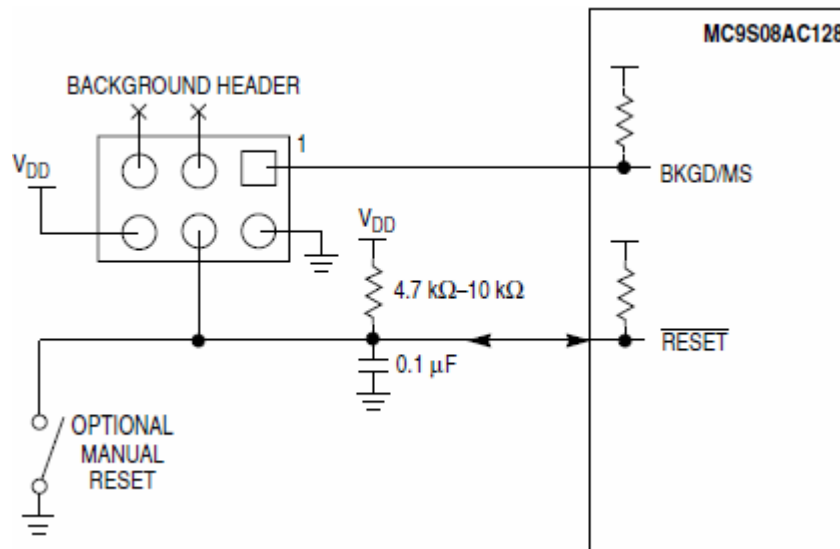 MC9S08AC128
BACKGROUND HEADER
1
VDD
BKGD/MS
VDD
4.7 kΩ–10 kΩ
RESET
0.1 μF
OPTIONAL
MANUAL
RESET